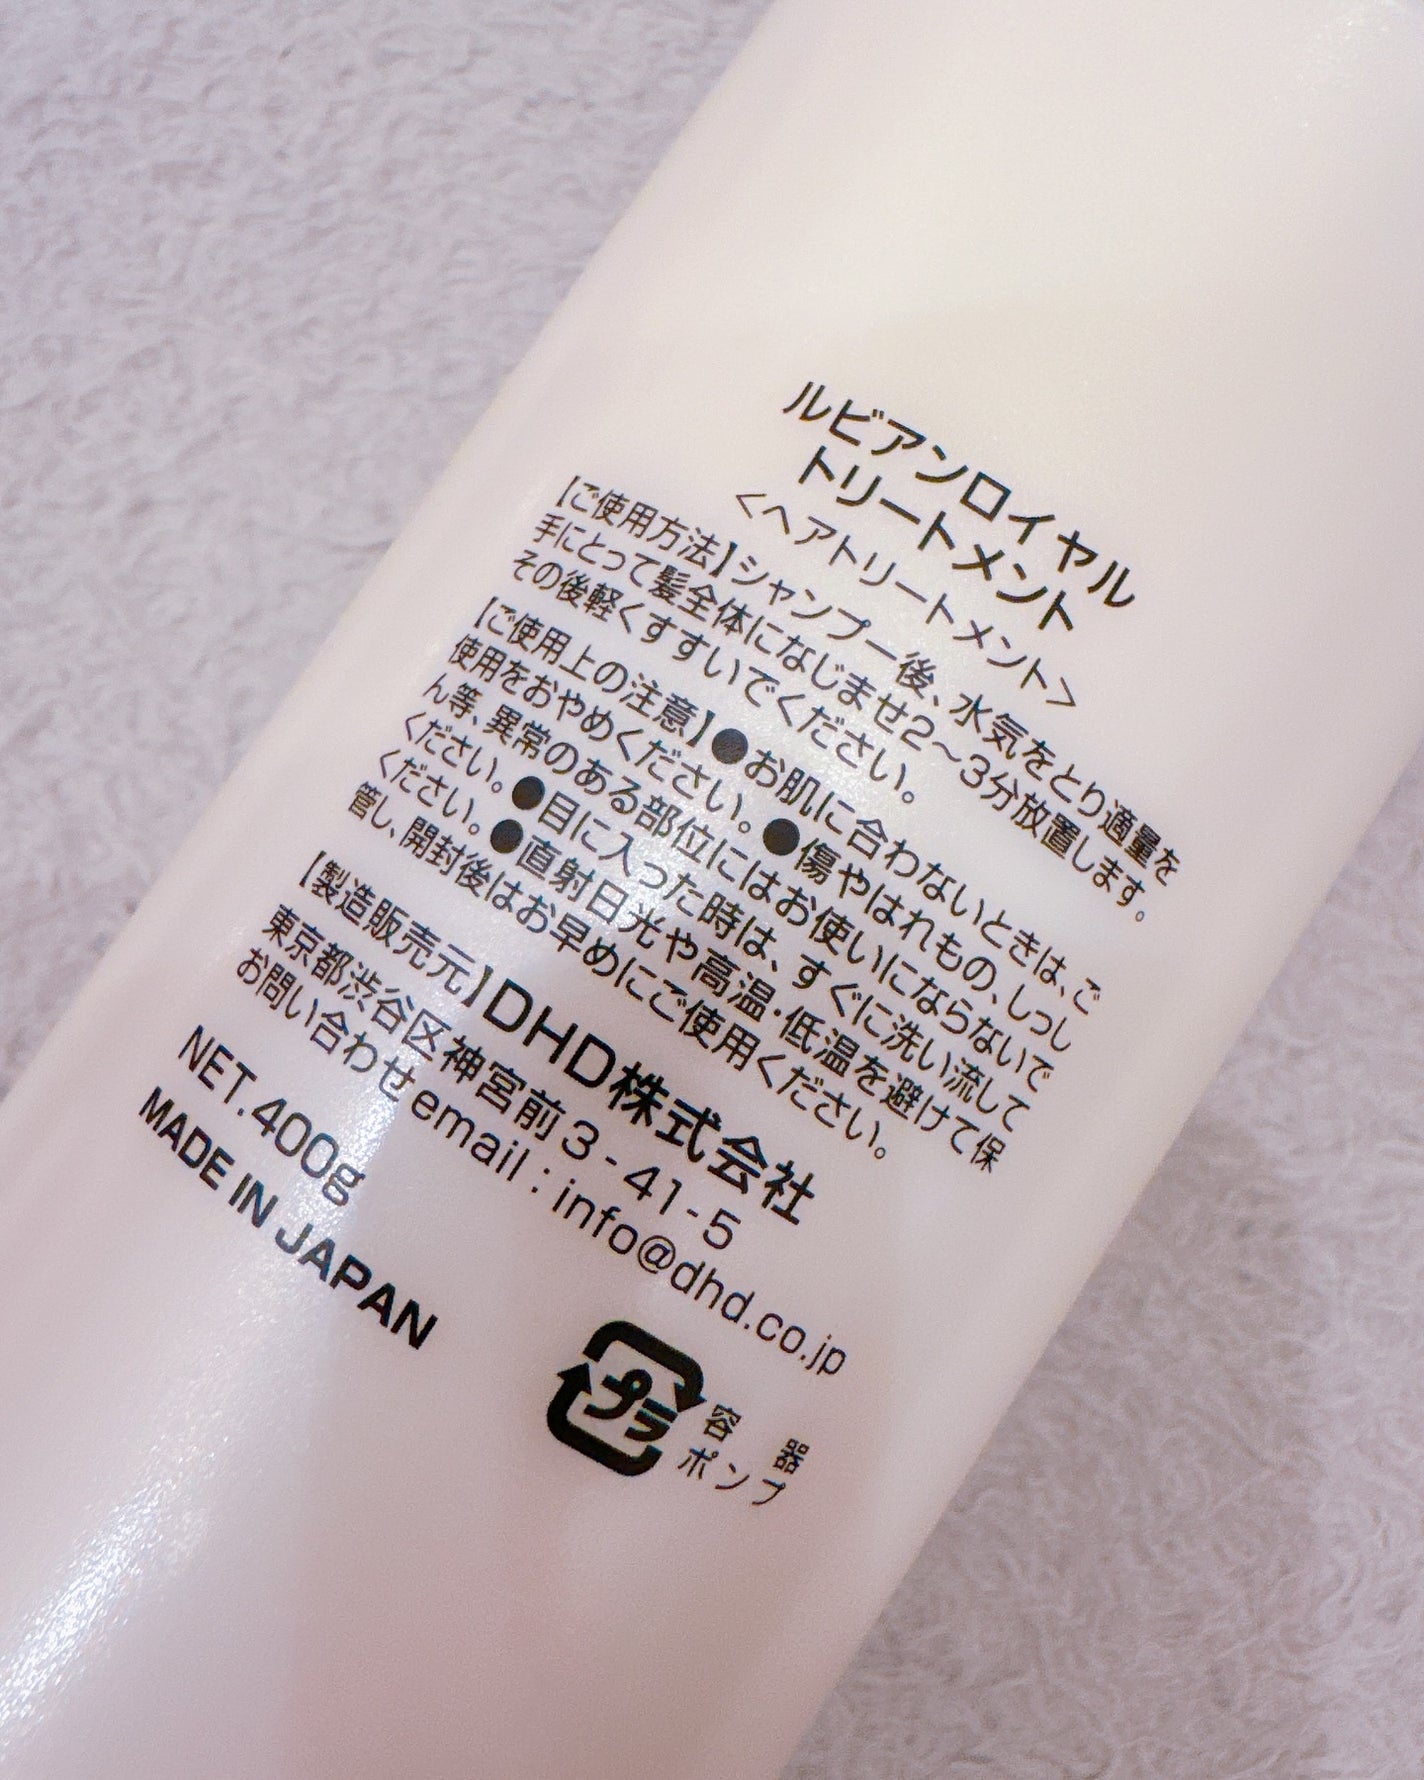 ルビアンロイヤル
トリートメント
<ヘアトリートメント>
【ご使用方法】シャンプー後、水気をとり適量を
手にとって髪全体になじませ2〜3分放置します。
その後軽くすすいでください。
【ご使用上の注意】●お肌に合わないときは、ご
使用をおやめください。●傷やはれもの、しっし
ん等、異常のある部位にはお使いにならないで
ください。●目に入った時は、すぐに洗い流して
ください。●直射日光や高温・低温を避けて保
管し、開封後はお早めにご使用ください。
【製造販売元】DHD株式会社
東京都渋谷区神宮前3-41-5
お問い合わせemail:info@dhd.co.jp
NET.400g
MADE IN JAPAN
プラ
容器
ポンプ